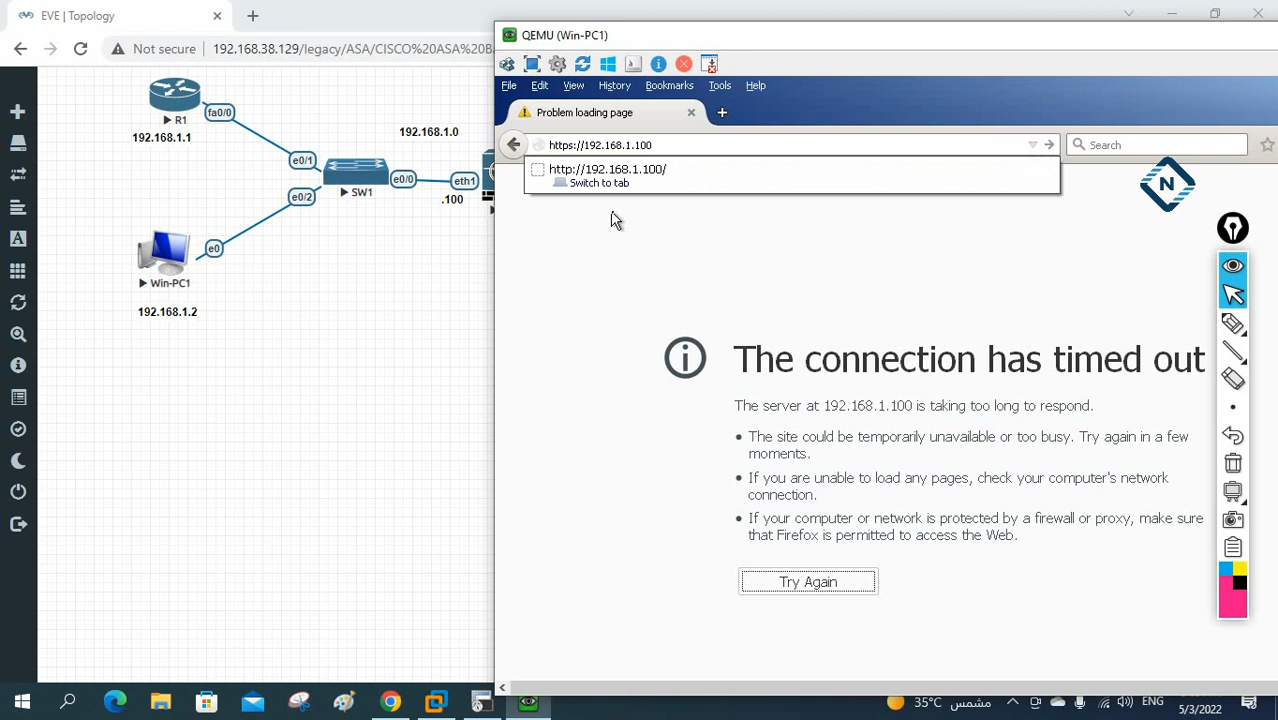 EVE | Topology
QEMU (Win-PC1)
Not secure 192.168.38.129/legacy/ASA/CISCO%20ASA%20B
File Edit View History Bookmarks Tools Help
Problem loading page
https://192.168.1.100
Search
http://192.168.1.100/
Switch to tab
R1
fa0/0
192.168.1.1
192.168.1.0
e0/1
SW1
e0/0
eth1
.100
e0/2
e0
Win-PC1
192.168.1.2
N
The connection has timed out
The server at 192.168.1.100 is taking too long to respond.
The site could be temporarily unavailable or too busy. Try again in a few
moments.
If you are unable to load any pages, check your computer's network
connection.
If your computer or network is protected by a firewall or proxy, make sure
that Firefox is permitted to access the Web.
Try Again
35° مشمس
ENG
5/3/2022